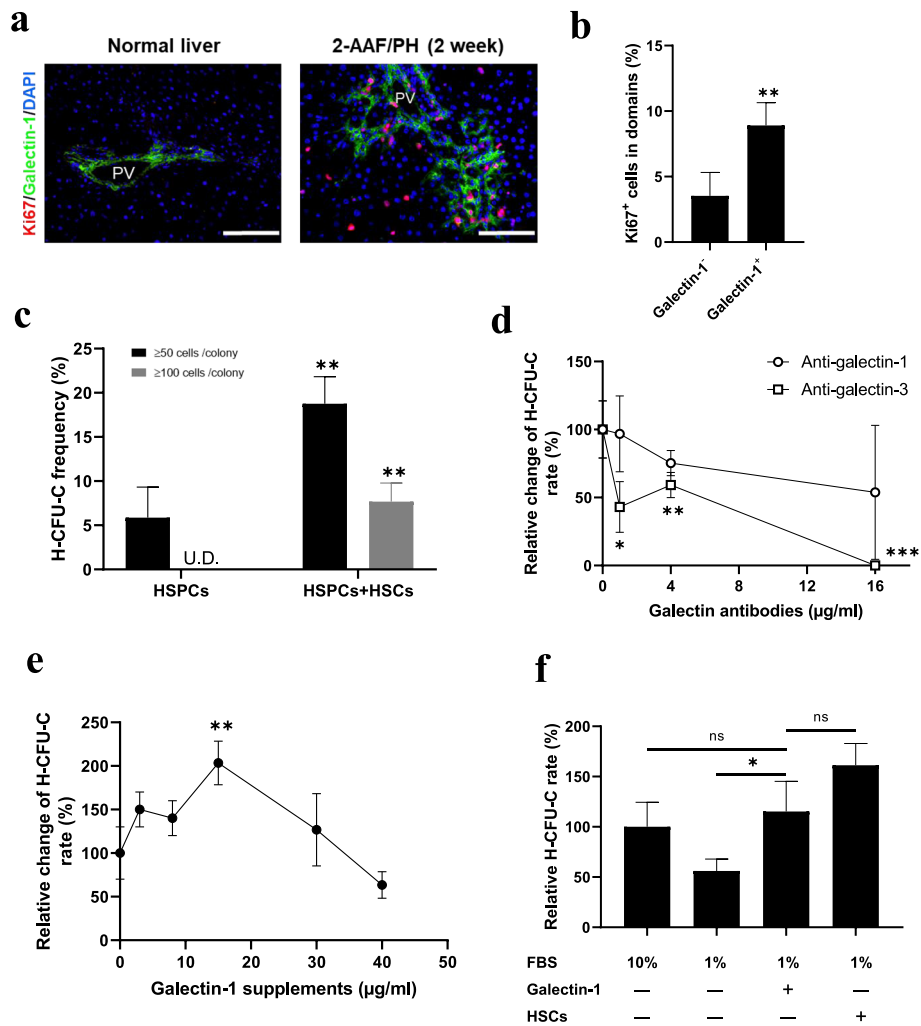 a
Normal liver
2-AAF/PH (2 week)
Ki67/Galectin-1/DAPI
PV
PV
b
Ki67⁺ cells in domains (%)
15
10
5
0
**
Galectin-1⁻
Galectin-1⁺
c
H-CFU-C frequency (%)
25
20
15
10
5
0
≥50 cells /colony
≥100 cells /colony
**
**
U.D.
HSPCs
HSPCs+HSCs
d
Relative change of H-CFU-C
rate (%)
150
100
50
0
Anti-galectin-1
Anti-galectin-3
*
**
***
0
4
8
12
16
Galectin antibodies (μg/ml)
e
Relative change of H-CFU-C
rate (%)
250
200
150
100
50
0
**
0
10
20
30
40
50
Galectin-1 supplements (μg/ml)
f
Relative H-CFU-C rate (%)
200
150
100
50
0
ns
*
ns
FBS 10% 1% 1% 1%
Galectin-1 — — + —
HSCs — — — +